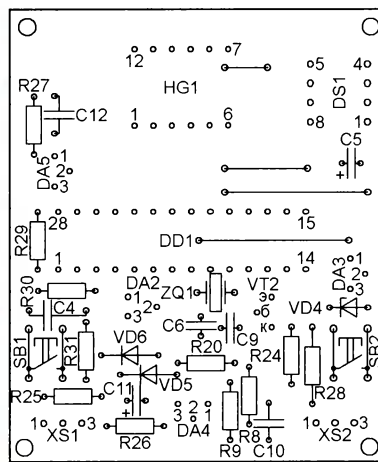 12 7 5 4
HG1 DS1
R27
C12
1 6 8 1
C5
+
DA5 1
2
3
28 15
R29 DD1
1 14
R30 DA2 ZQ1 VT2 DA3 1
2
3
1
2
3
э
б
к
C4 C6 C9 VD4
SB1 R31 VD6 R20 R24 SB2
VD5 R28
R25 C11
+
3 2 1
DA4
R26 R9 R8 C10
1 XS1 3 1 XS2 3